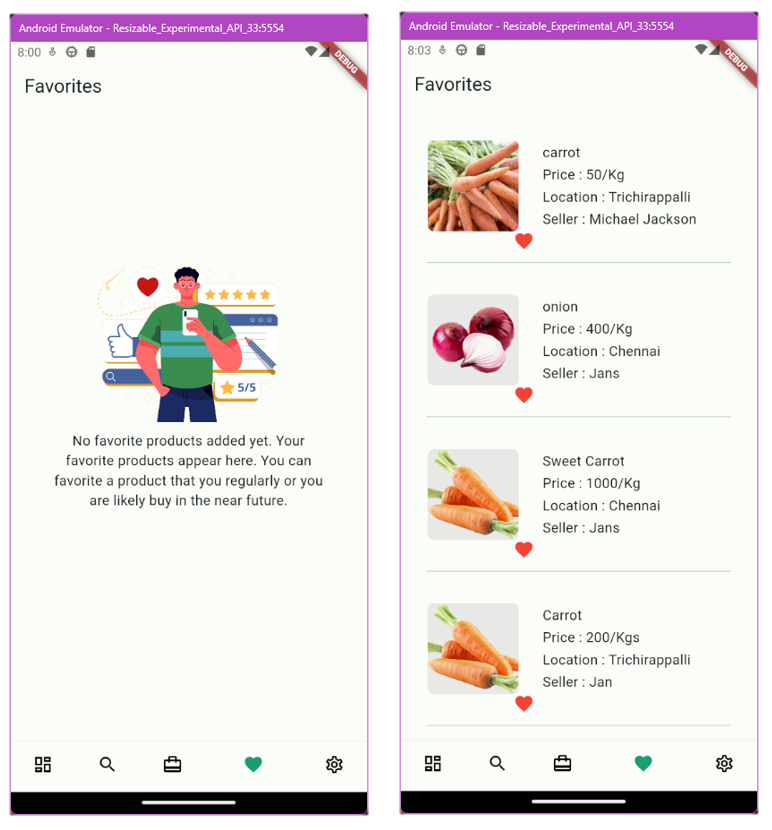 Android Emulator - Resizable_Experimental_API_33:5554
8:00
DEBUG
Favorites
5/5
No favorite products added yet. Your
favorite products appear here. You can
favorite a product that you regularly or you
are likely buy in the near future.
Android Emulator - Resizable_Experimental_API_33:5554
8:03
DEBUG
Favorites
carrot
Price : 50/Kg
Location : Trichirappalli
Seller : Michael Jackson
onion
Price : 400/Kg
Location : Chennai
Seller : Jans
Sweet Carrot
Price : 1000/Kg
Location : Chennai
Seller : Jans
Carrot
Price : 200/Kgs
Location : Trichirappalli
Seller : Jan